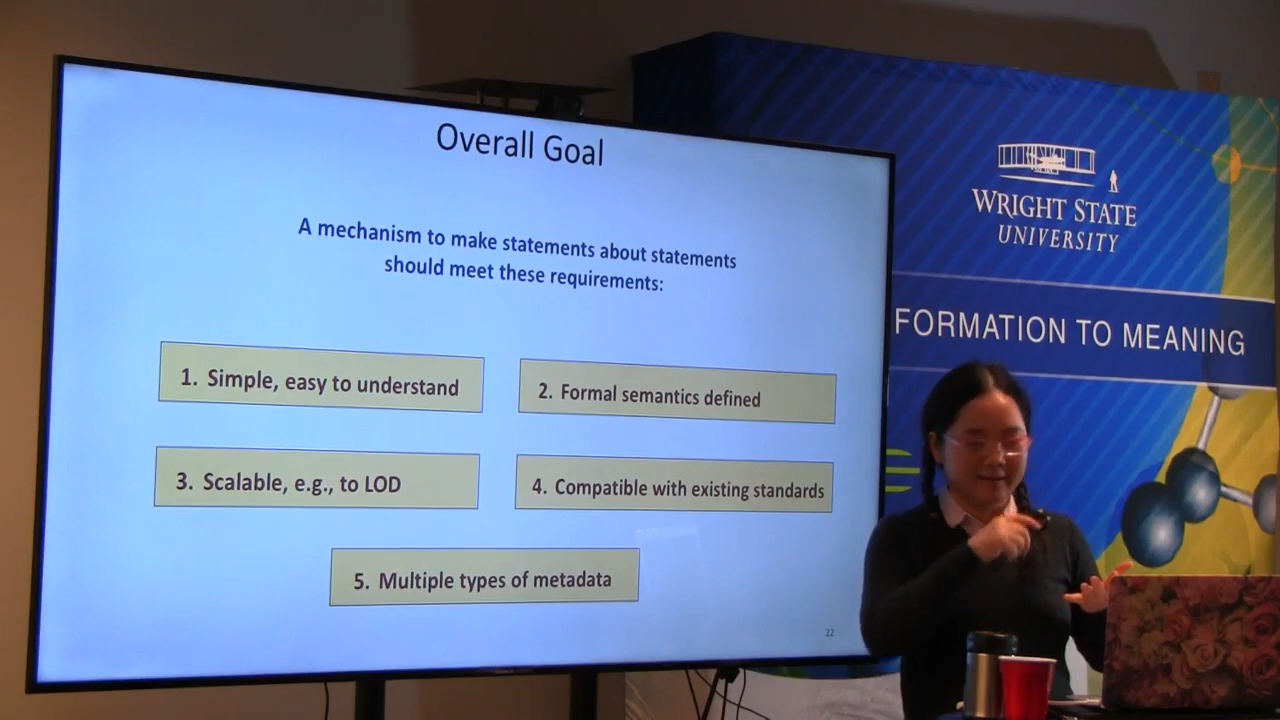 Overall Goal
A mechanism to make statements about statements
should meet these requirements:
1. Simple, easy to understand
2. Formal semantics defined
3. Scalable, e.g., to LOD
4. Compatible with existing standards
5. Multiple types of metadata
22
WRIGHT STATE
UNIVERSITY
FORMATION TO MEANING